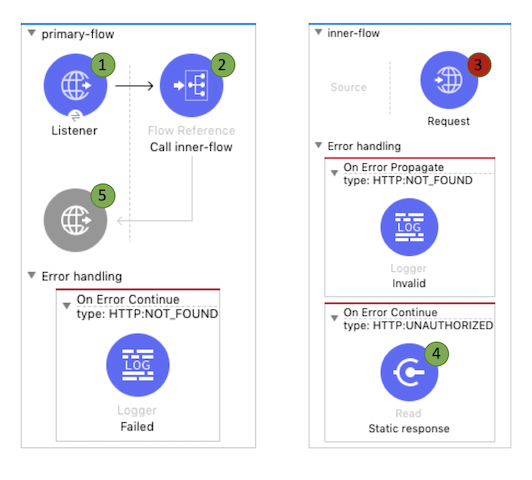 primary-flow
1
2
Listener
Flow Reference
Call inner-flow
5
Error handling
On Error Continue
type: HTTP:NOT_FOUND
LOG
Logger
Failed
inner-flow
Source
3
Request
Error handling
On Error Propagate
type: HTTP:NOT_FOUND
LOG
Logger
Invalid
On Error Continue
type: HTTP:UNAUTHORIZED
4
Read
Static response